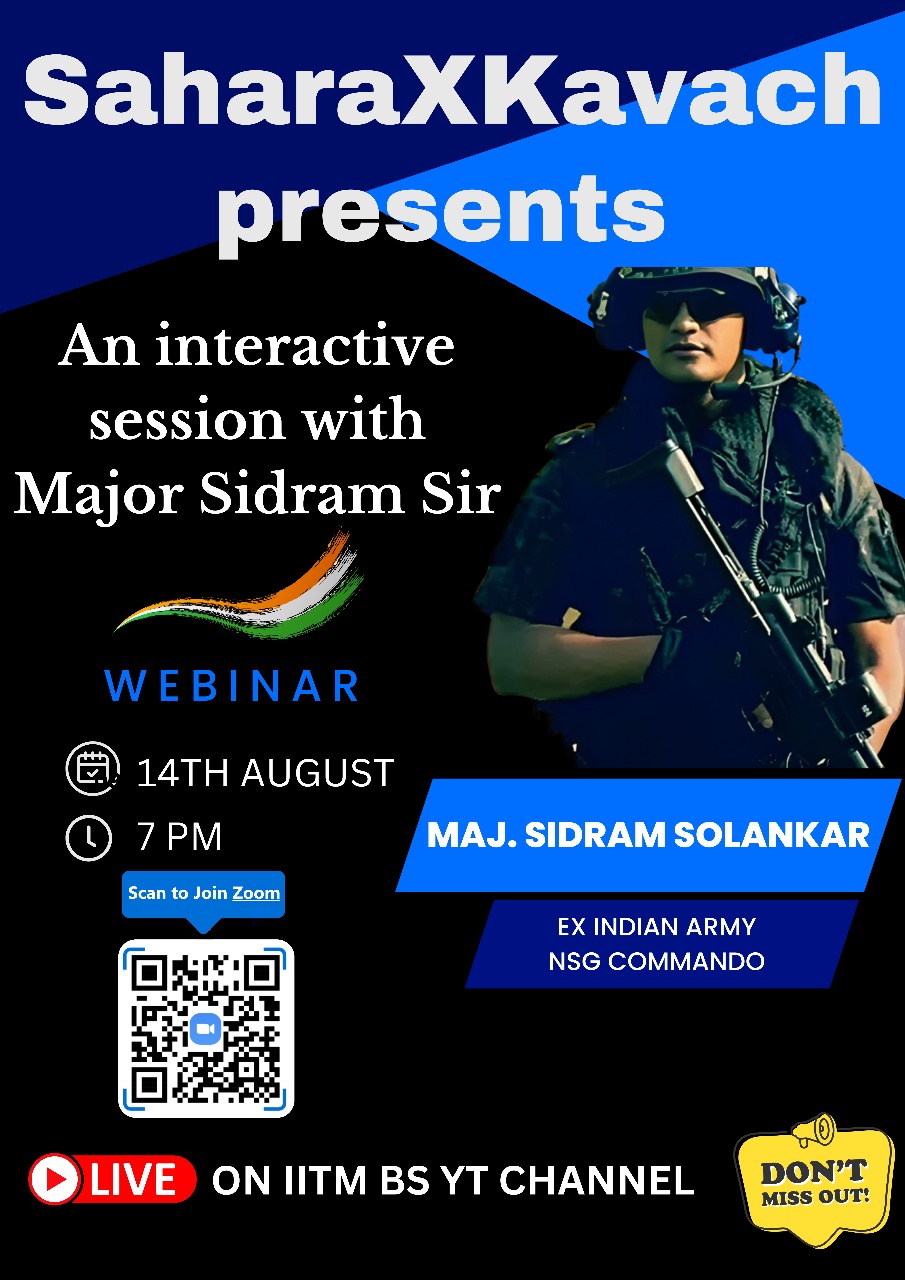 SaharaXKavach
presents
An interactive
session with
Major Sidram Sir
WEBINAR
14TH AUGUST
7 PM
MAJ. SIDRAM SOLANKAR
EX INDIAN ARMY
NSG COMMANDO
Scan to Join Zoom
LIVE ON IITM BS YT CHANNEL
DON'T
MISS OUT!